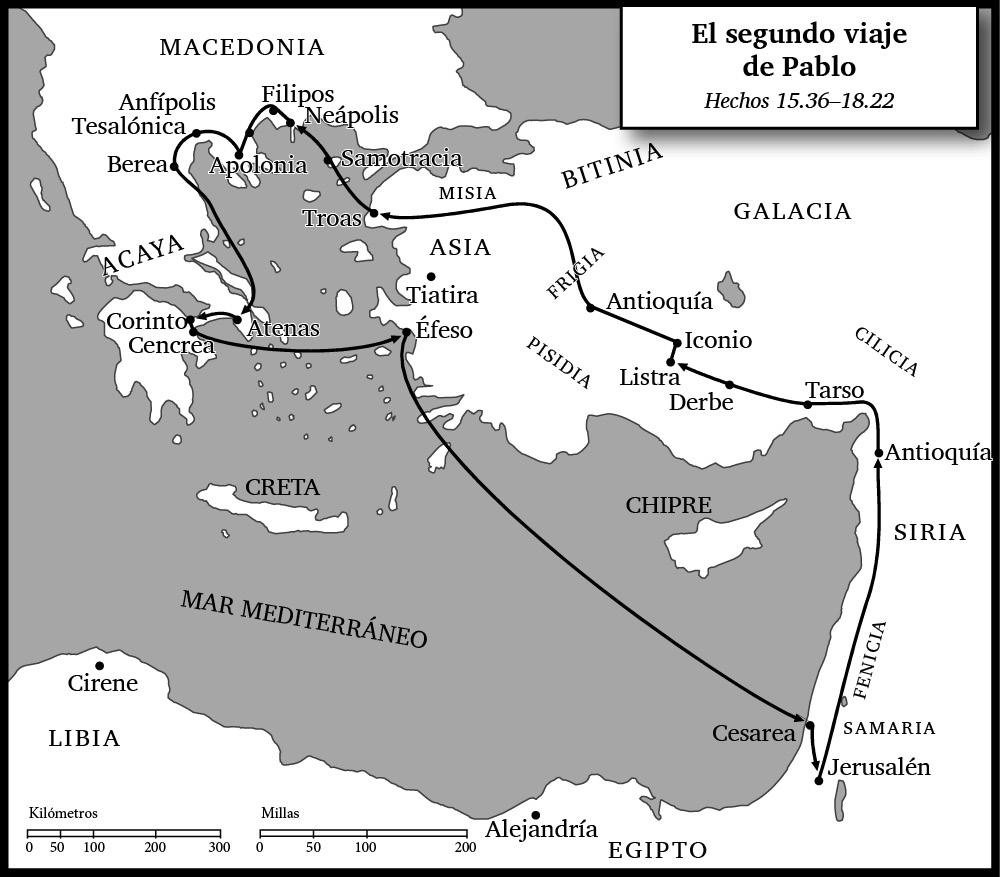 El segundo viaje
de Pablo
Hechos 15.36–18.22
MACEDONIA
Filipos
Anfípolis
Neápolis
Tesalónica
Berea
Apolonia
Samotracia
BITINIA
MISIA
GALACIA
Troas
ACAYA
ASIA
FRIGIA
Tiatira
Antioquía
Corinto
Atenas
Éfeso
Cencrea
Iconio
PISIDIA
CILICIA
Listra
Derbe
Tarso
Antioquía
CRETA
CHIPRE
SIRIA
MAR MEDITERRÁNEO
FENICIA
Cirene
LIBIA
Cesarea
SAMARIA
Jerusalén
Kilómetros
0 50 100 200 300
Millas
0 50 100 200
Alejandría
EGIPTO